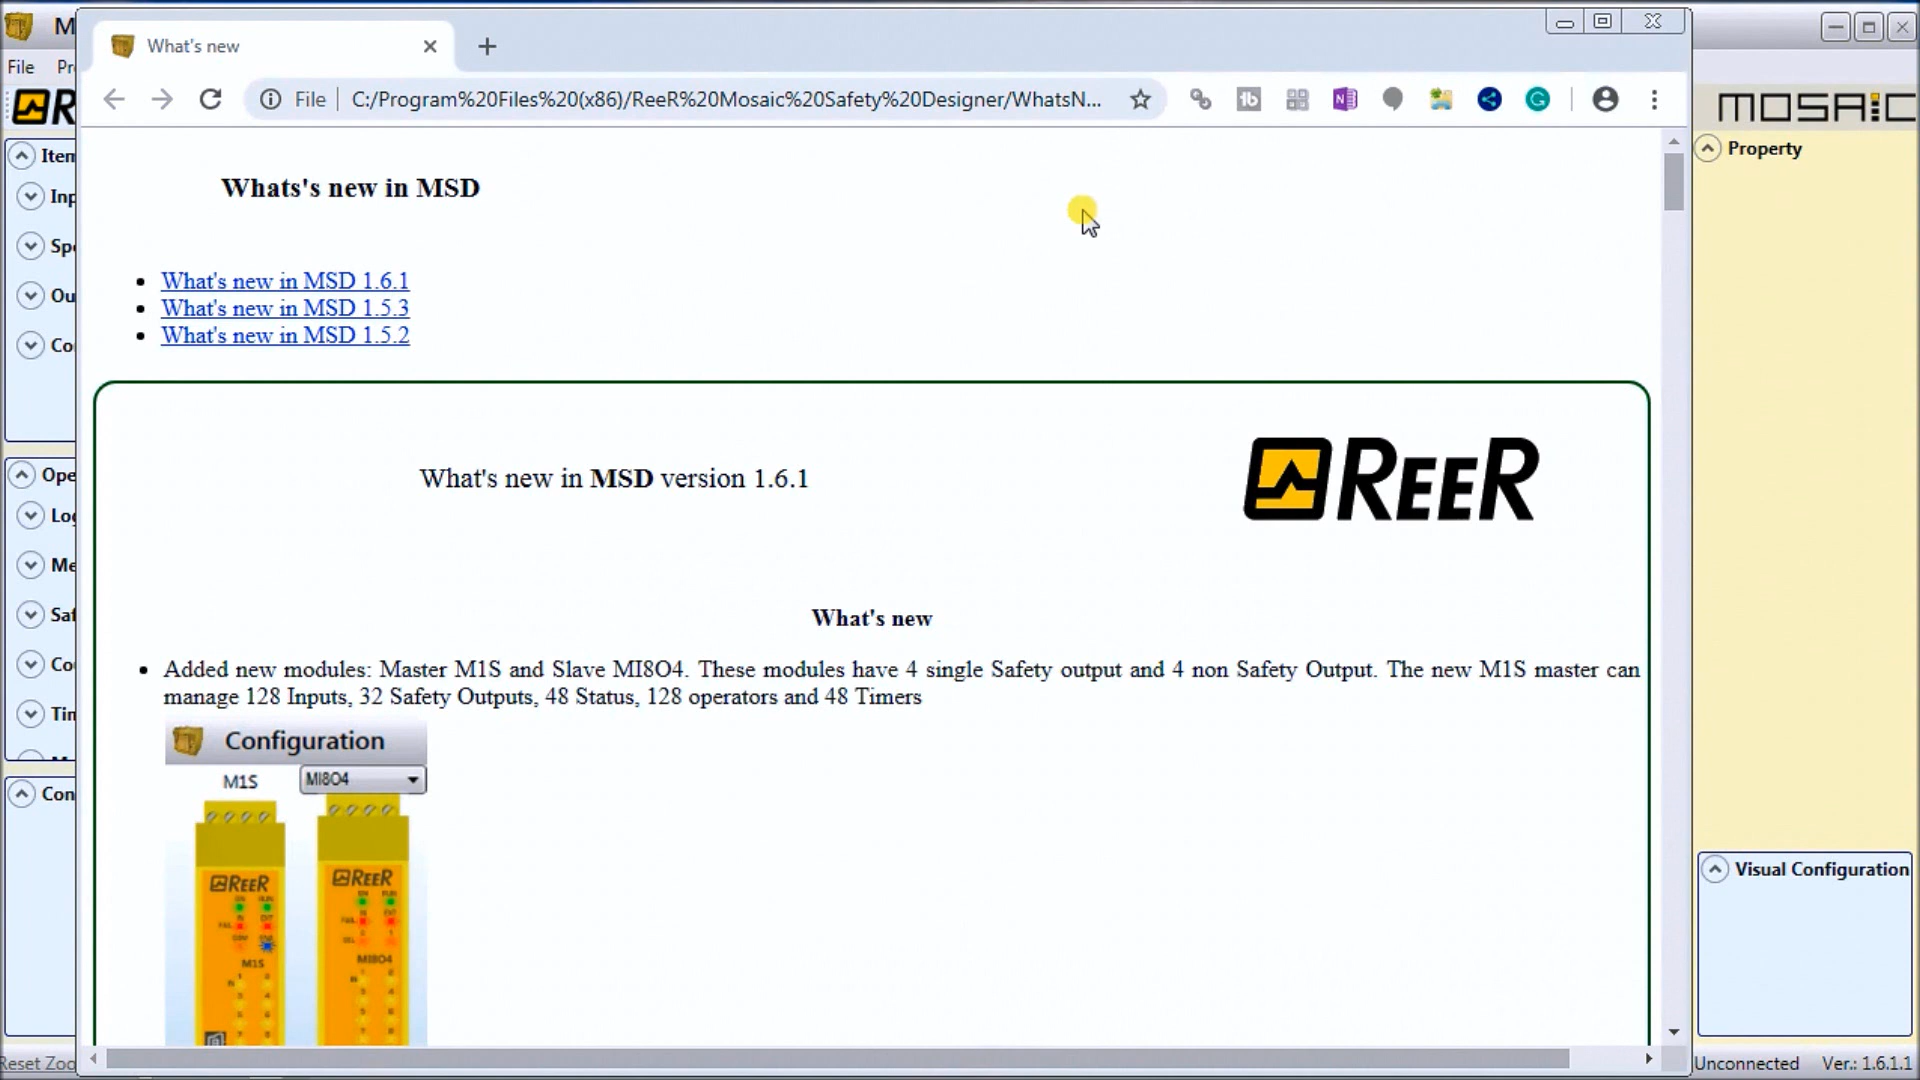 What's new
File
C:/Program%20Files%20(x86)/ReeR%20Mosaic%20Safety%20Designer/WhatsN...
File
REER
MOSAIC
Property
Whats's new in MSD
What's new in MSD 1.6.1
What's new in MSD 1.5.3
What's new in MSD 1.5.2
What's new in MSD version 1.6.1
REER
What's new
Added new modules: Master M1S and Slave MI8O4. These modules have 4 single Safety output and 4 non Safety Output. The new M1S master can
manage 128 Inputs, 32 Safety Outputs, 48 Status, 128 operators and 48 Timers
Configuration
M1S
MI8O4
REER
REER
M1S
MI8O4
Visual Configuration
Unconnected
Ver.: 1.6.1.1